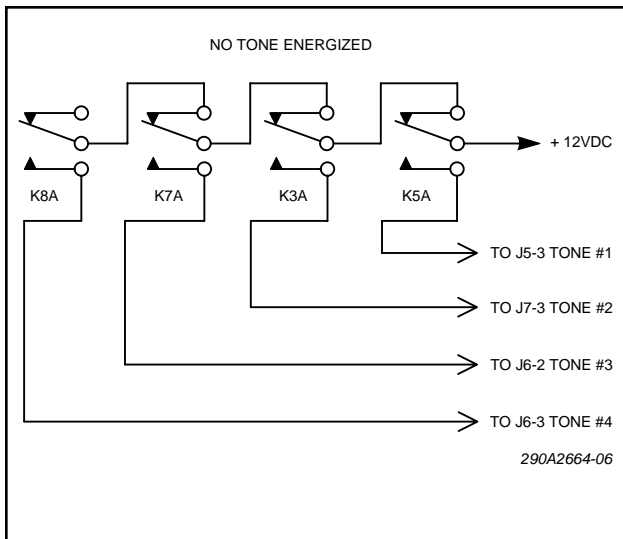 NO TONE ENERGIZED
+ 12VDC
K8A K7A K3A K5A
TO J5-3 TONE #1
TO J7-3 TONE #2
TO J6-2 TONE #3
TO J6-3 TONE #4
290A2664-06